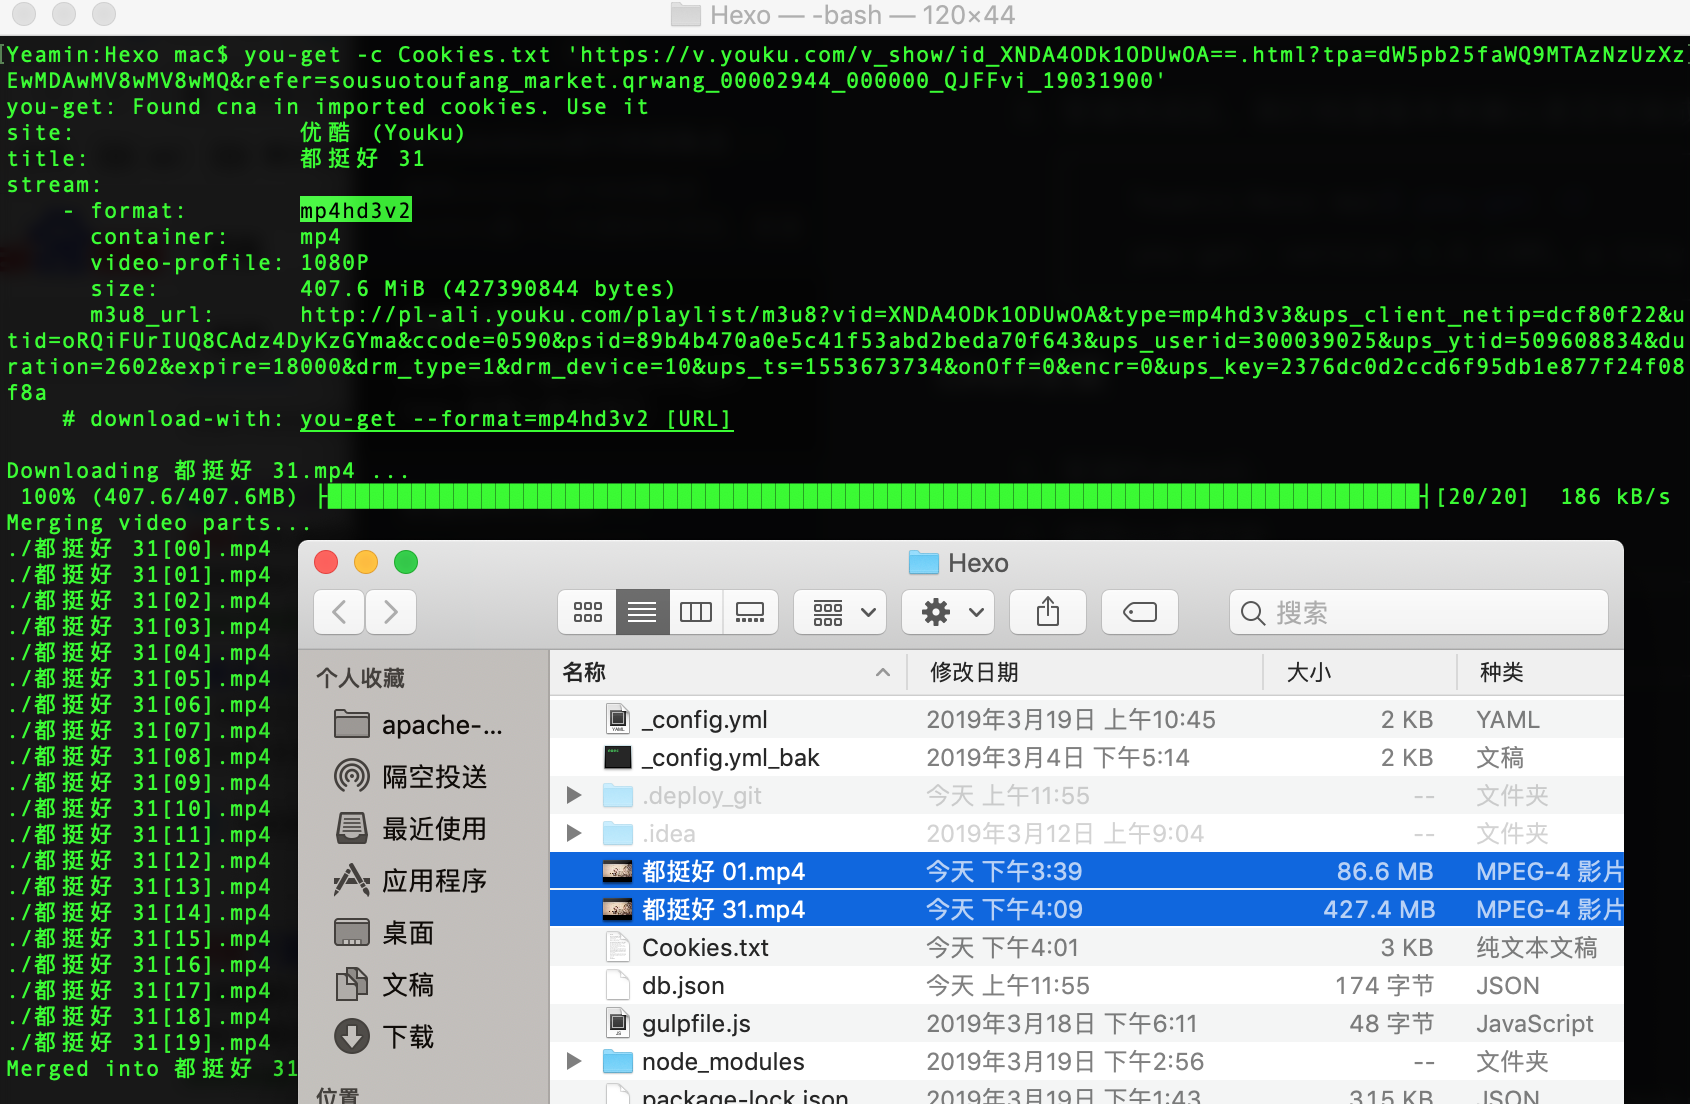 Hexo — -bash — 120×44
Yeamin:Hexo mac$ you-get -c Cookies.txt 'https://v.youku.com/v_show/id_XNDA4ODk1ODUwOA==.html?tpa=dW5pb25faWQ9MTAzNzUzXz
EwMDAwMV8wMV8wMQ&refer=sousuotoufang_market.qrwang_00002944_000000_QJFFvi_19031900'
you-get: Found cna in imported cookies. Use it
site: 优酷 (Youku)
title: 都挺好 31
stream:
- format: mp4hd3v2
container: mp4
video-profile: 1080P
size: 407.6 MiB (427390844 bytes)
m3u8_url: http://pl-ali.youku.com/playlist/m3u8?vid=XNDA4ODk1ODUwOA&type=mp4hd3v3&ups_client_netip=dcf80f22&u
tid=oRQiFUrIUQ8CAdz4DyKzGYma&ccode=0590&psid=89b4b470a0e5c41f53abd2beda70f643&ups_userid=300039025&ups_ytid=509608834&du
ration=2602&expire=18000&drm_type=1&drm_device=10&ups_ts=1553673734&onOff=0&encr=0&ups_key=2376dc0d2ccd6f95db1e877f24f08
f8a
# download-with: you-get --format=mp4hd3v2 [URL]
Downloading 都挺好 31.mp4 ...
100% (407.6/407.6MB) [20/20] 186 kB/s
Merging video parts...
./都挺好 31[00].mp4
./都挺好 31[01].mp4
./都挺好 31[02].mp4
./都挺好 31[03].mp4
./都挺好 31[04].mp4
./都挺好 31[05].mp4
./都挺好 31[06].mp4
./都挺好 31[07].mp4
./都挺好 31[08].mp4
./都挺好 31[09].mp4
./都挺好 31[10].mp4
./都挺好 31[11].mp4
./都挺好 31[12].mp4
./都挺好 31[13].mp4
./都挺好 31[14].mp4
./都挺好 31[15].mp4
./都挺好 31[16].mp4
./都挺好 31[17].mp4
./都挺好 31[18].mp4
./都挺好 31[19].mp4
Merged into 都挺好 31
Hexo
搜索
个人收藏
apache-...
隔空投送
最近使用
应用程序
桌面
文稿
下载
位置
名称 修改日期 大小 种类
_config.yml 2019年3月19日 上午10:45 2 KB YAML
_config.yml_bak 2019年3月4日 下午5:14 2 KB 文稿
.deploy_git 今天 上午11:55 -- 文件夹
.idea 2019年3月12日 上午9:04 -- 文件夹
都挺好 01.mp4 今天 下午3:39 86.6 MB MPEG-4 影片
都挺好 31.mp4 今天 下午4:09 427.4 MB MPEG-4 影片
Cookies.txt 今天 下午4:01 3 KB 纯文本文稿
db.json 今天 上午11:55 174 字节 JSON
gulpfile.js 2019年3月18日 下午6:11 48 字节 JavaScript
node_modules 2019年3月19日 下午2:56 -- 文件夹
package-lock.json 2019年3月19日 下午1:43 315 KB JSON